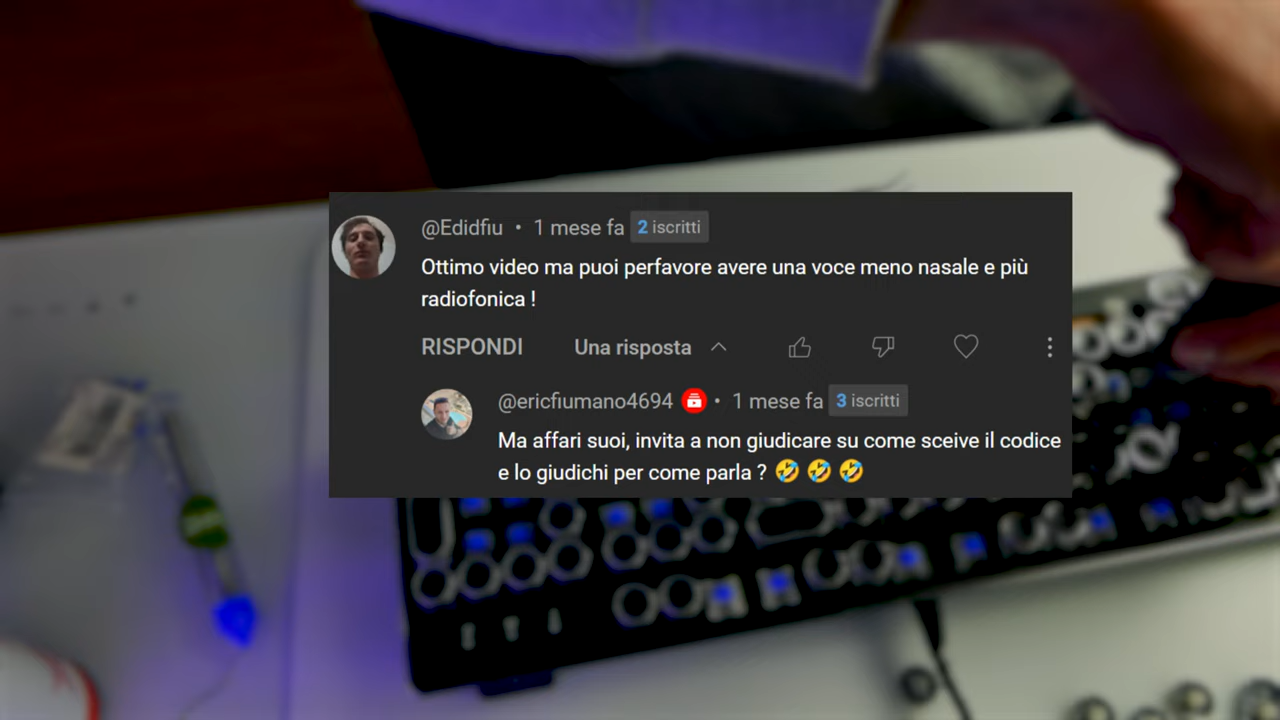 @Edidfiu • 1 mese fa 2 iscritti
Ottimo video ma puoi perfavore avere una voce meno nasale e più
radiofonica !
RISPONDI Una risposta
@ericfiumano4694 • 1 mese fa 3 iscritti
Ma affari suoi, invita a non giudicare su come sceive il codice
e lo giudichi per come parla ? 🤣 🤣 🤣